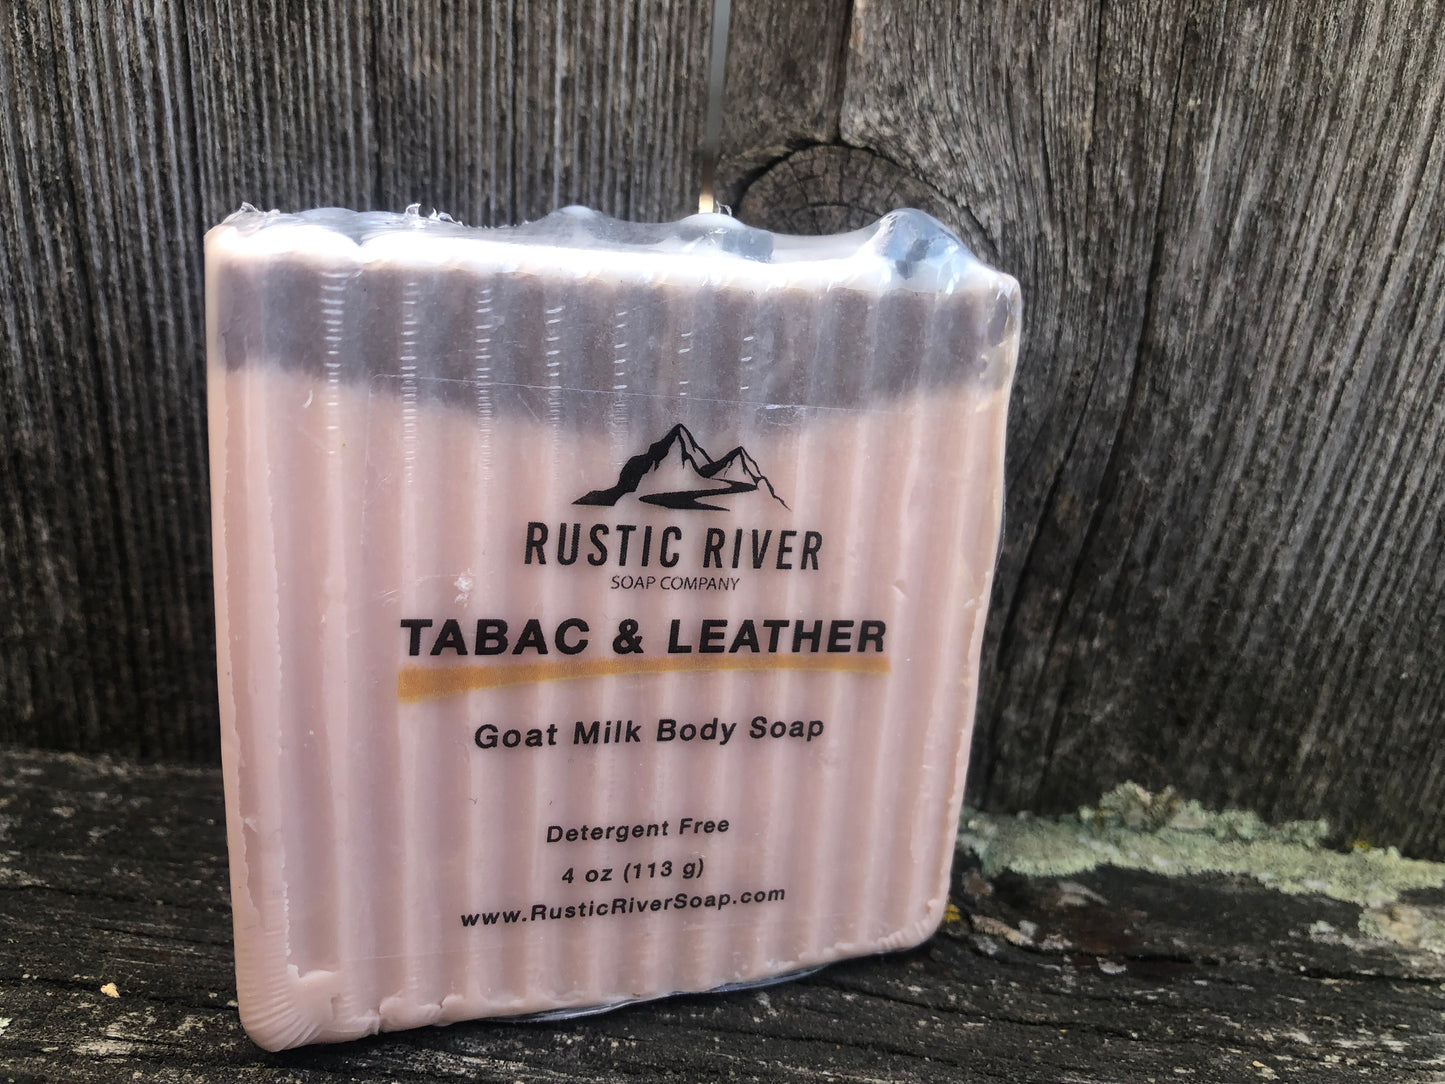 RUSTIC RIVER
SOAP COMPANY
TABAC & LEATHER
Goat Milk Body Soap
Detergent Free
4 oz (113 g)
www.RusticRiverSoap.com